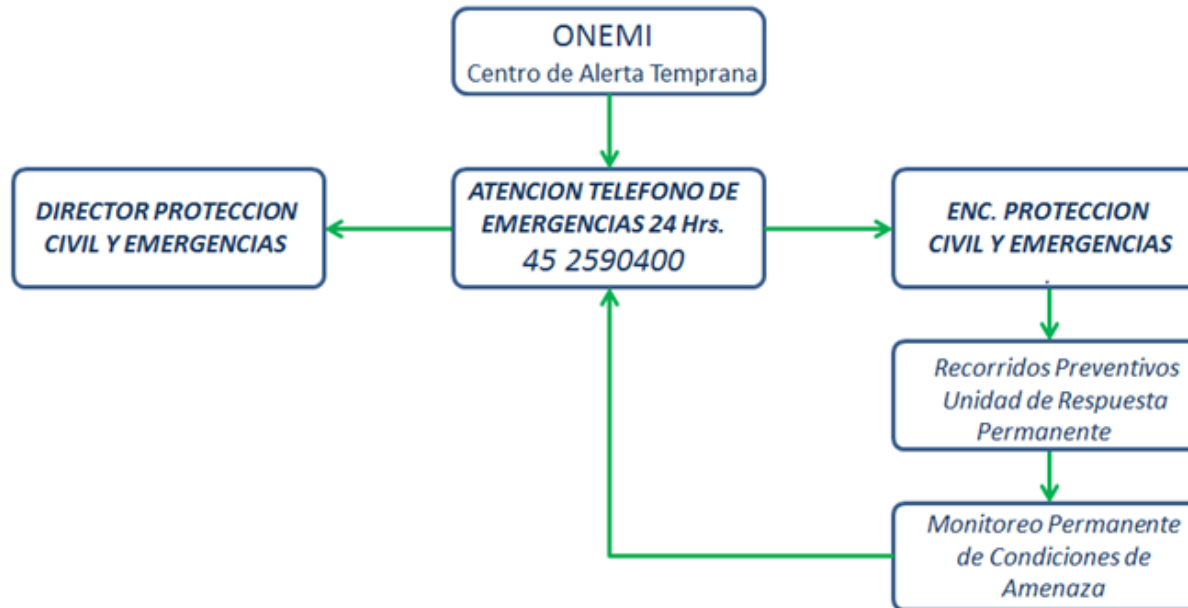 ONEMI
Centro de Alerta Temprana
DIRECTOR PROTECCION
CIVIL Y EMERGENCIAS
ATENCION TELEFONO DE
EMERGENCIAS 24 Hrs.
45 2590400
ENC. PROTECCION
CIVIL Y EMERGENCIAS
.
Recorridos Preventivos
Unidad de Respuesta
Permanente
Monitoreo Permanente
de Condiciones de
Amenaza